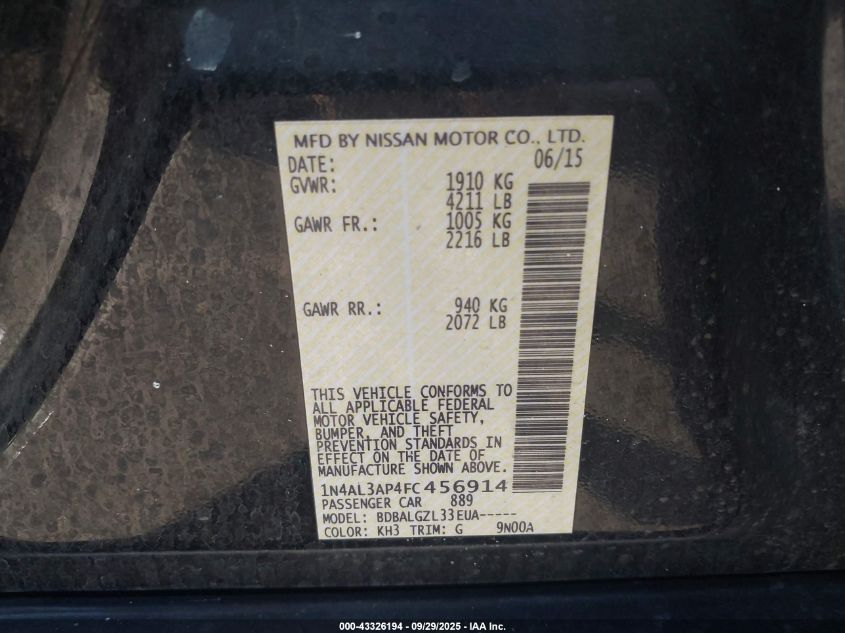 MFD BY NISSAN MOTOR CO., LTD.
DATE: 06/15
GVWR: 1910 KG
4211 LB
GAWR FR.: 1005 KG
2216 LB
GAWR RR.: 940 KG
2072 LB
THIS VEHICLE CONFORMS TO
ALL APPLICABLE FEDERAL
MOTOR VEHICLE SAFETY,
BUMPER, AND THEFT
PREVENTION STANDARDS IN
EFFECT ON THE DATE OF
MANUFACTURE SHOWN ABOVE.
1N4AL3AP4FC456914
PASSENGER CAR 889
MODEL: BDBALGZL33EUA-----
COLOR: KH3 TRIM: G 9N00A
000-43326194 - 09/29/2025 - IAA Inc.